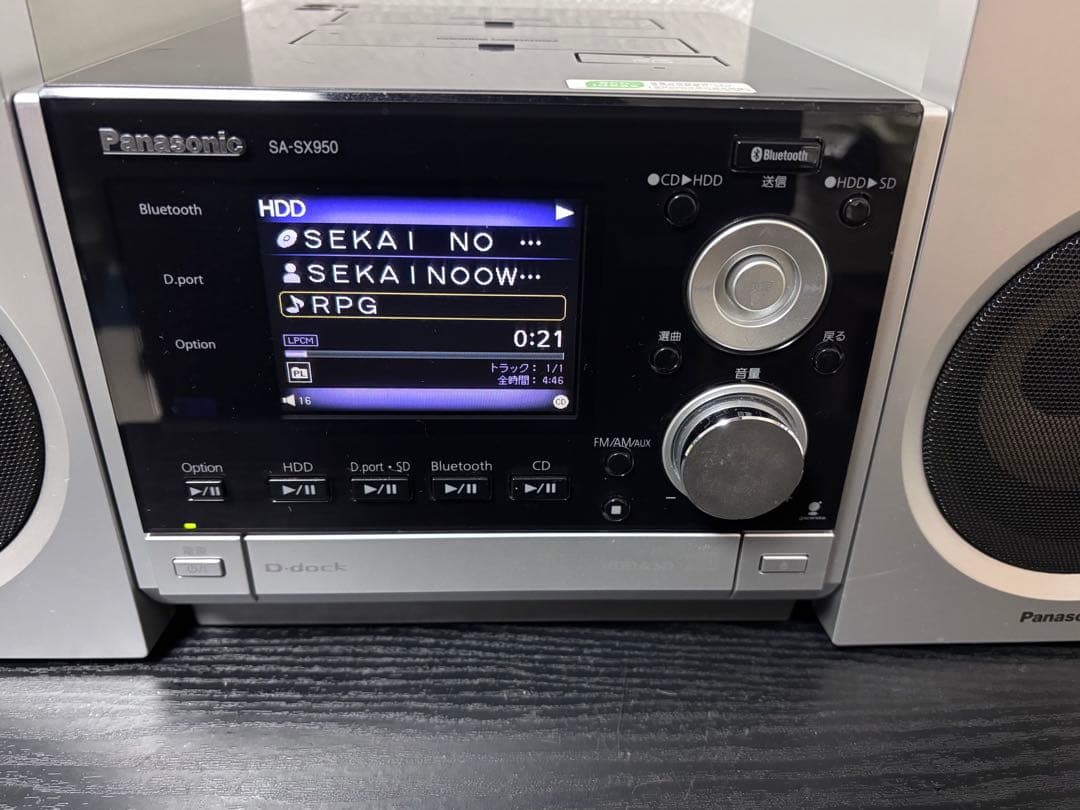 Panasonic SA-SX950
Bluetooth
送信
●CD▶HDD
●HDD▶SD
Bluetooth
D.port
Option
HDD
SEKAI NO …
SEKAINOOW…
RPG
LPCM 0:21
PL
トラック: 1/1
全時間: 4:46
16
CD
選曲
戻る
音量
FM/AM/AUX
Option
HDD
D.port・SD
Bluetooth
CD
D-dock
Panaso